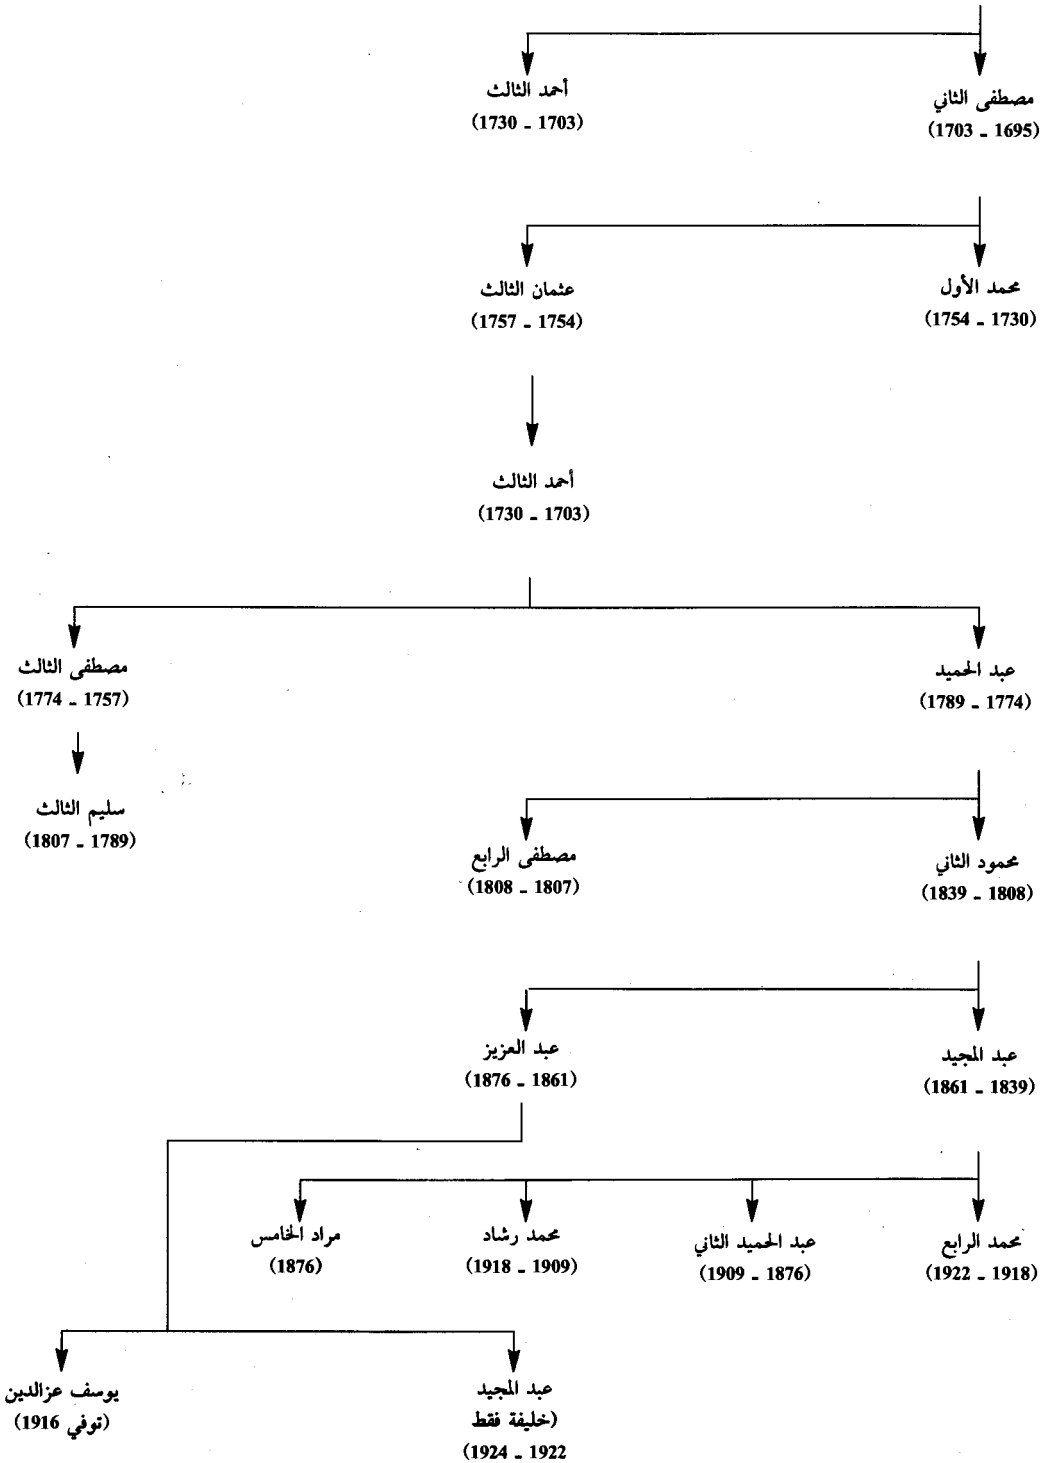 مصطفى الثاني
(1695 - 1703)
أحمد الثالث
(1703 - 1730)
محمد الأول
(1730 - 1754)
عثمان الثالث
(1754 - 1757)
أحمد الثالث
(1703 - 1730)
عبد الحميد
(1774 - 1789)
مصطفى الثالث
(1757 - 1774)
سليم الثالث
(1789 - 1807)
محمود الثاني
(1808 - 1839)
مصطفى الرابع
(1807 - 1808)
عبد المجيد
(1839 - 1861)
عبد العزيز
(1861 - 1876)
محمد الرابع
(1918 - 1922)
عبد الحميد الثاني
(1876 - 1909)
محمد رشاد
(1909 - 1918)
مراد الخامس
(1876)
عبد المجيد
(خليفة فقط
1922 - 1924)
يوسف عزالدين
(توفي 1916)